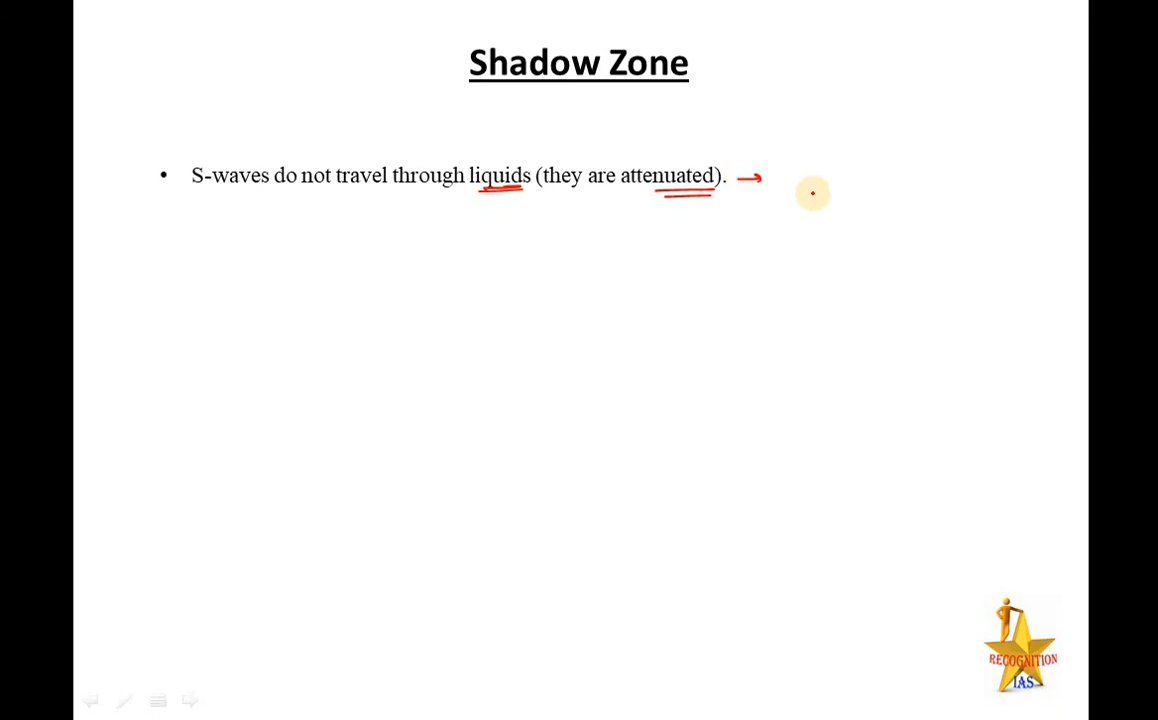 Shadow Zone
• S-waves do not travel through liquids (they are attenuated). →
RECOGNITION
IAS